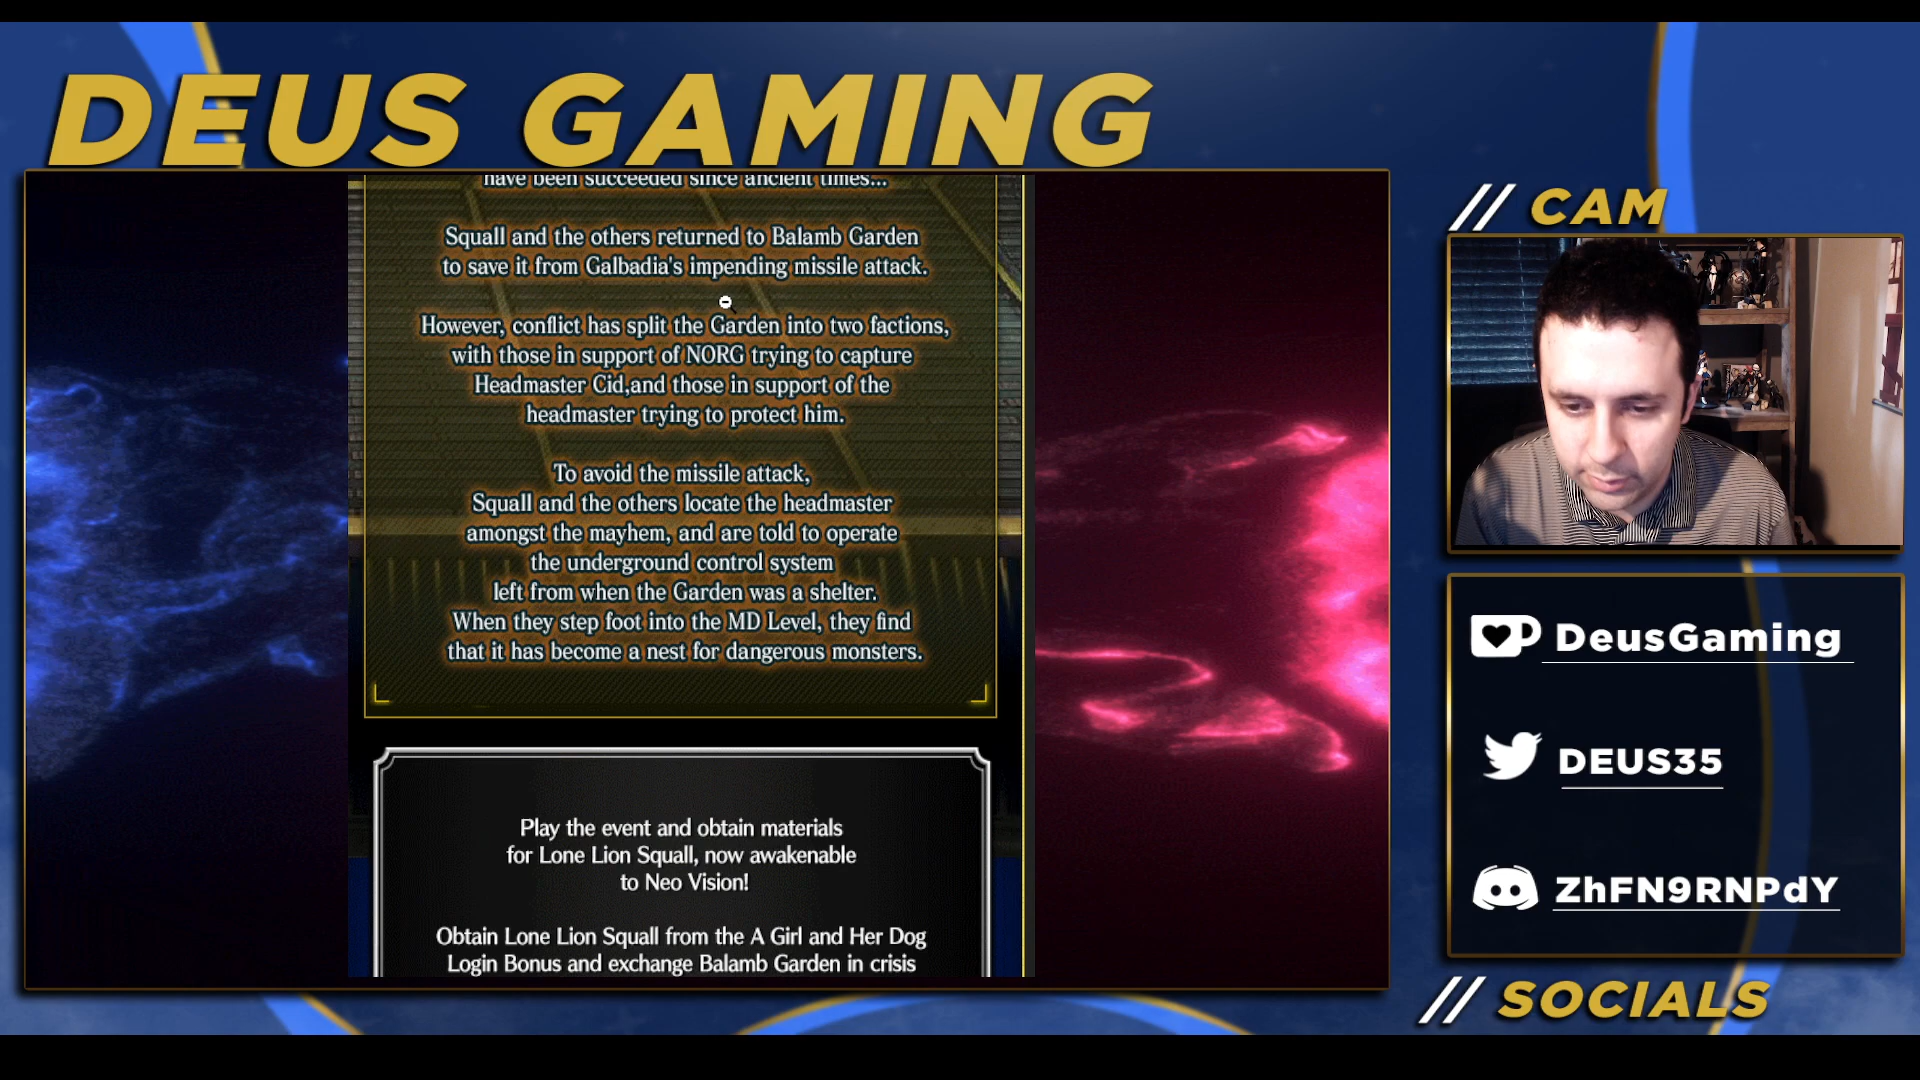 DEUS GAMING
have been succeeded since ancient times...
Squall and the others returned to Balamb Garden
to save it from Galbadia's impending missile attack.
However, conflict has split the Garden into two factions,
with those in support of NORG trying to capture
Headmaster Cid,and those in support of the
headmaster trying to protect him.
To avoid the missile attack,
Squall and the others locate the headmaster
amongst the mayhem, and are told to operate
the underground control system
left from when the Garden was a shelter.
When they step foot into the MD Level, they find
that it has become a nest for dangerous monsters.
Play the event and obtain materials
for Lone Lion Squall, now awakenable
to Neo Vision!
Obtain Lone Lion Squall from the A Girl and Her Dog
Login Bonus and exchange Balamb Garden in crisis
// CAM
DeusGaming
DEUS35
ZhFN9RNPdY
// SOCIALS